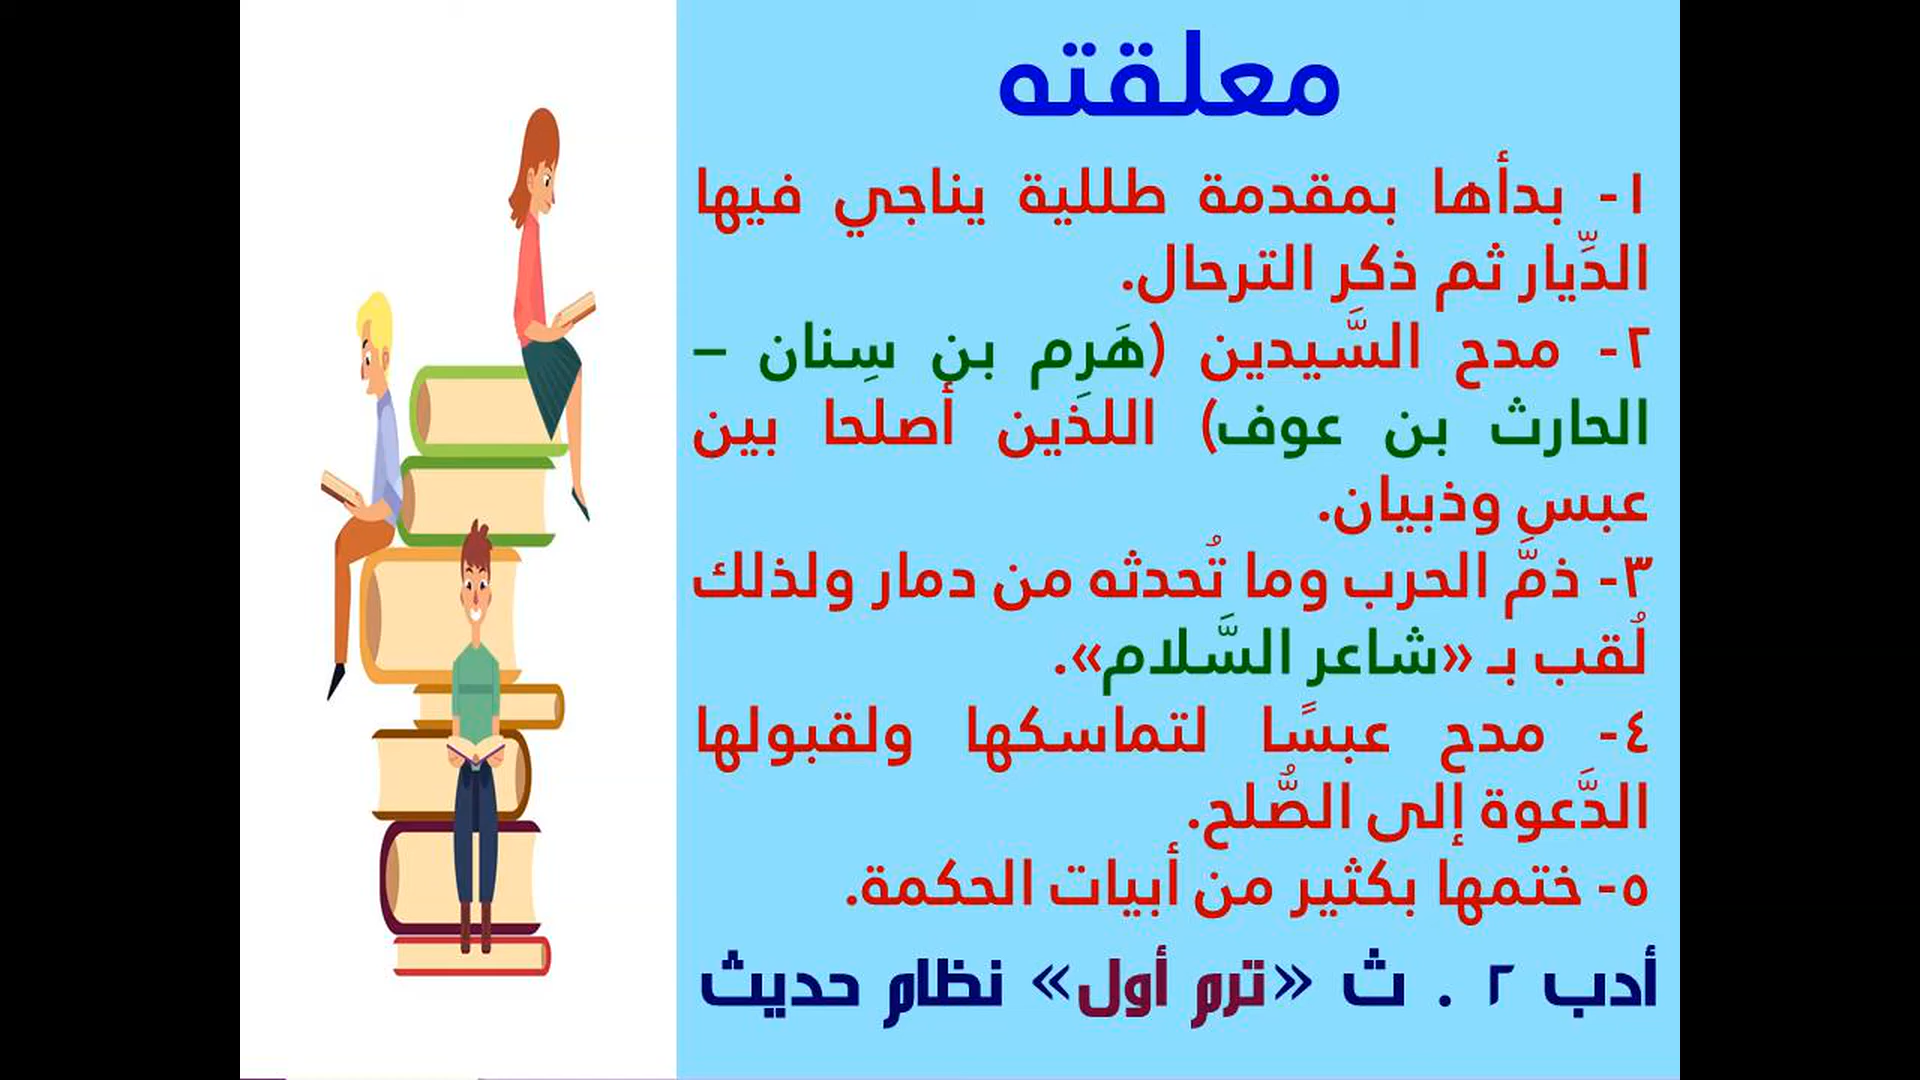 معلقته
١- بدأها بمقدمة طللية يناجي فيها
الدِّيار ثم ذكر الترحال.
٢- مدح السَّيدين (هَرِم بن سِنان –
الحارث بن عوف) اللذَين أصلحا بين
عبس وذبيان.
٣- ذمَّ الحرب وما تُحدثه من دمار ولذلك
لُقب بـ «شاعر السَّلام».
٤- مدح عبسًا لتماسكها ولقبولها
الدَّعوة إلى الصُّلح.
٥- ختمها بكثير من أبيات الحكمة.
أدب ٢ . ث «ترم أول» نظام حديث